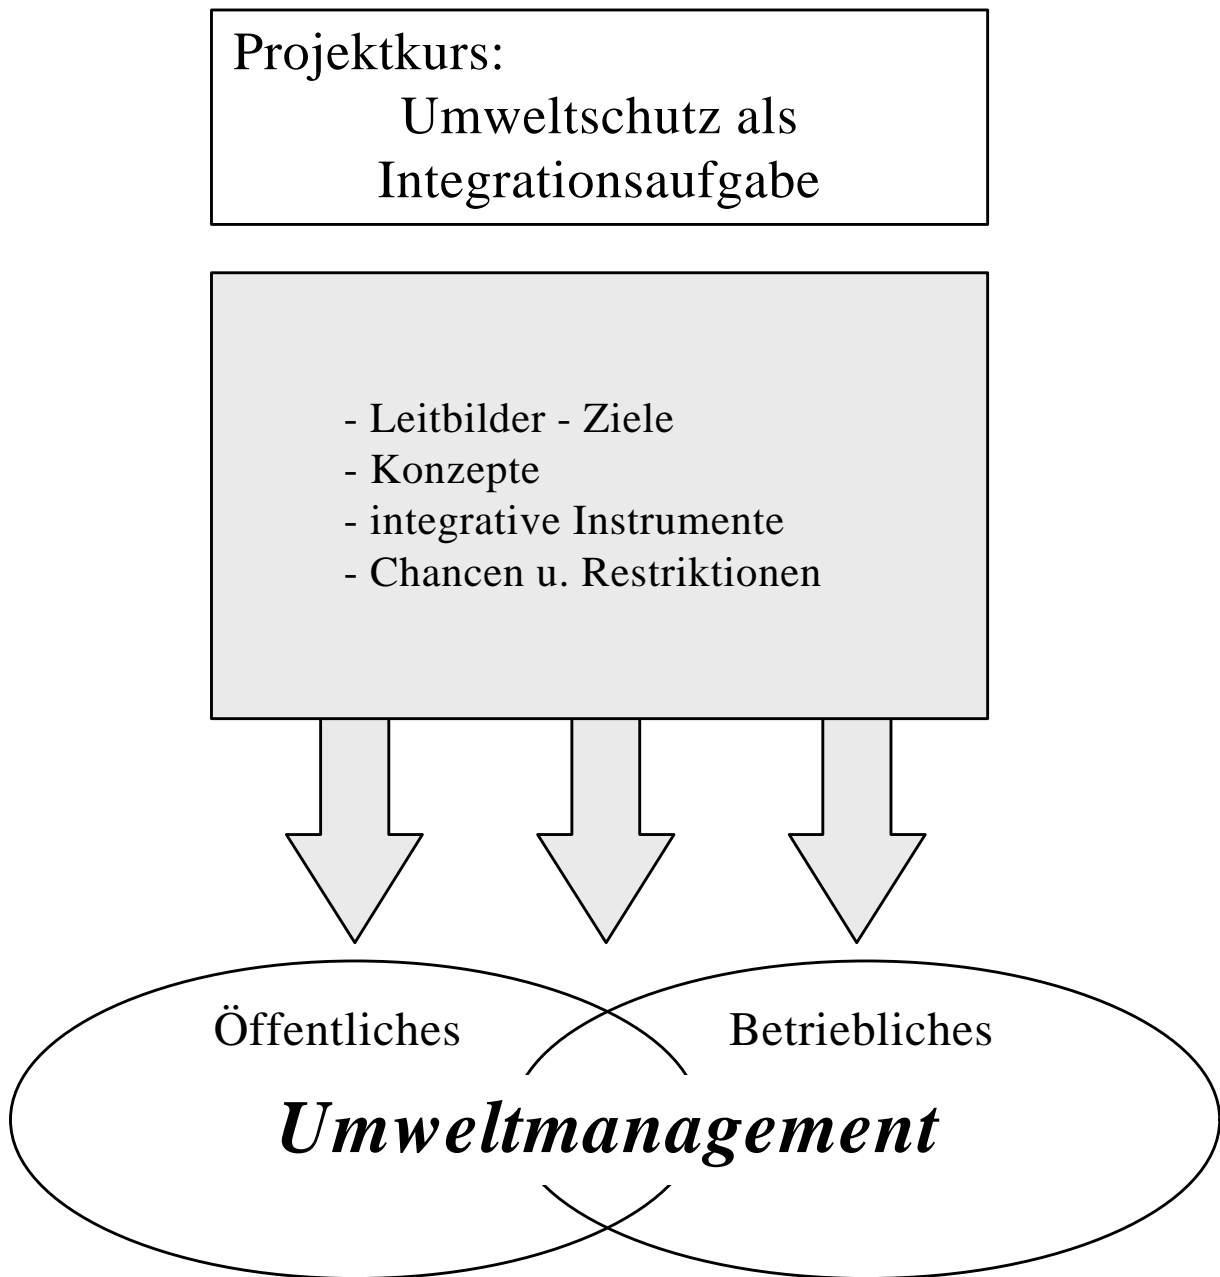 Projektkurs:
Umweltschutz als
Integrationsaufgabe
- Leitbilder - Ziele
- Konzepte
- integrative Instrumente
- Chancen u. Restriktionen
Öffentliches Betriebliches
Umweltmanagement